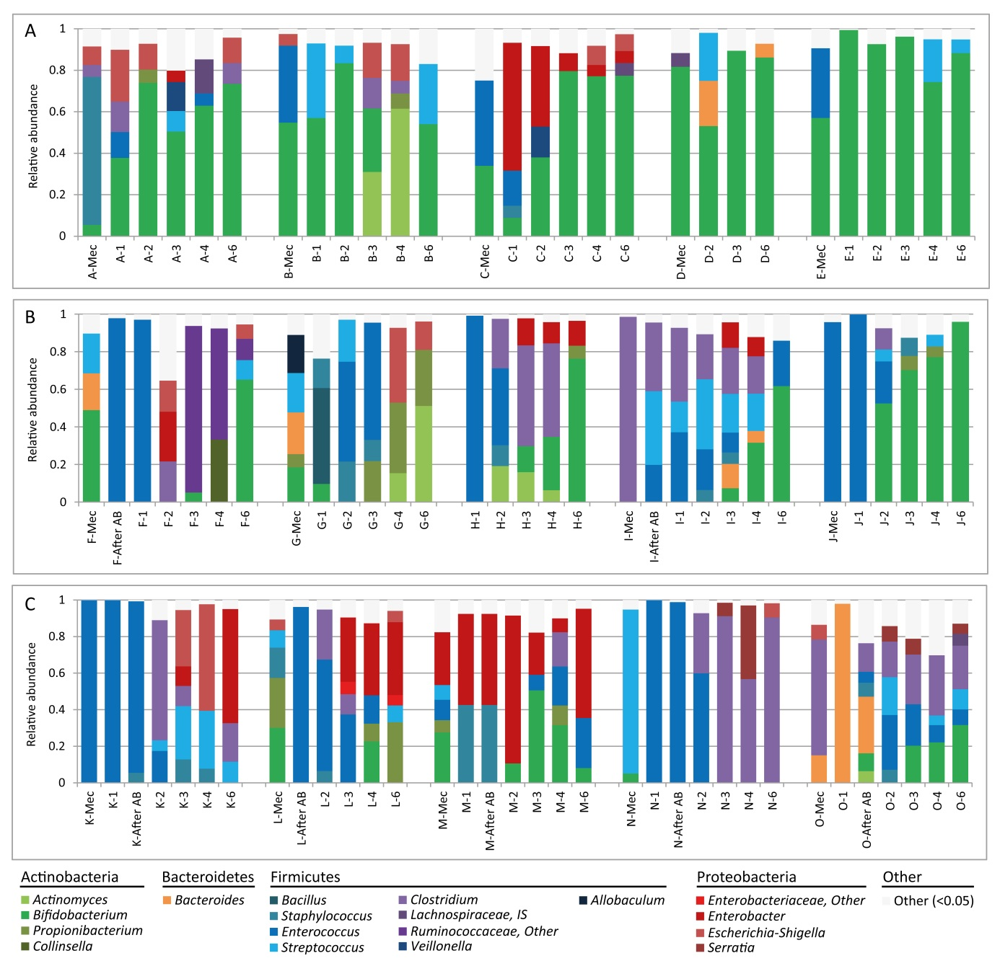 A
1
0.8
0.6
0.4
0.2
0
Relative abundance
A-Mec A-1 A-2 A-3 A-4 A-6 B-Mec B-1 B-2 B-3 B-4 B-6 C-Mec C-1 C-2 C-3 C-4 C-6 D-Mec D-2 D-3 D-6 E-MeC E-1 E-2 E-3 E-4 E-6
B
1
0.8
0.6
0.4
0.2
0
Relative abundance
F-Mec F-After AB F-1 F-2 F-3 F-4 F-6 G-Mec G-1 G-2 G-3 G-4 G-6 H-1 H-2 H-3 H-4 H-6 I-Mec I-After AB I-1 I-2 I-3 I-4 I-6 J-Mec J-1 J-2 J-3 J-4 J-6
C
1
0.8
0.6
0.4
0.2
0
Relative abundance
K-Mec K-1 K-After AB K-2 K-3 K-4 K-6 L-Mec L-After AB L-2 L-3 L-4 L-6 M-Mec M-1 M-After AB M-2 M-3 M-4 M-6 N-Mec N-1 N-After AB N-2 N-3 N-4 N-6 O-Mec O-1 O-After AB O-2 O-3 O-4 O-6
Actinobacteria
Actinomyces
Bifidobacterium
Propionibacterium
Collinsella
Bacteroidetes
Bacteroides
Firmicutes
Bacillus
Staphylococcus
Enterococcus
Streptococcus
Clostridium
Lachnospiraceae, IS
Ruminococcaceae, Other
Veillonella
Allobaculum
Proteobacteria
Enterobacteriaceae, Other
Enterobacter
Escherichia-Shigella
Serratia
Other
Other (<0.05)